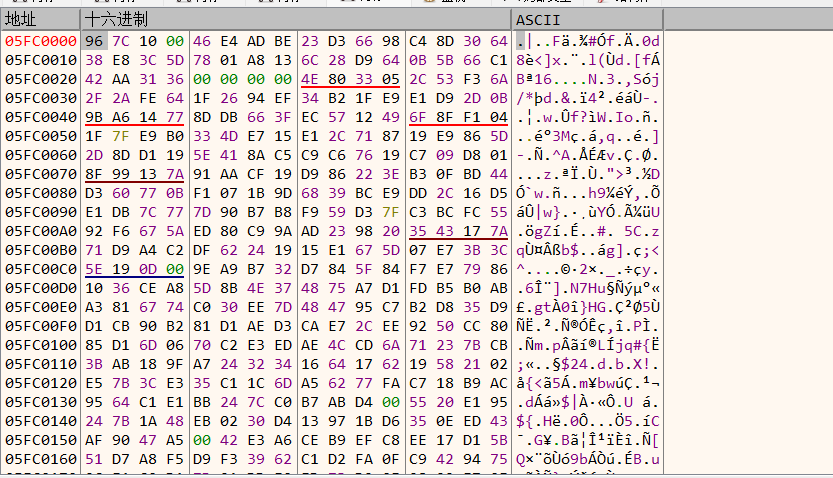 地址 十六进制 ASCII
05FC0000 96 7C 10 00 46 E4 AD BE 23 D3 66 98 C4 8D 30 64 .|..Fä.¾#Óf.Ä.0d
05FC0010 38 E8 3C 5D 78 01 A8 13 6C 28 D9 64 0B 5B 66 C1 8è<]x.¨.l(Ùd.[fÁ
05FC0020 42 AA 31 36 00 00 00 00 4E 80 33 05 2C 53 F3 6A Bª16....N.3.,Sój
05FC0030 2F 2A FE 64 1F 26 94 EF 34 B2 1F E9 E1 D9 2D 0B /*þd.&.ï4².éáÙ-.
05FC0040 9B A6 14 77 8D DB 66 3F EC 57 12 49 6F 8F F1 04 .¦.w.Ûf?ìW.Io.ñ.
05FC0050 1F 7F E9 B0 33 4D E7 15 E1 2C 71 87 19 E9 86 5D ..é°3Mç.á,q..é.]
05FC0060 2D 8D D1 19 5E 41 8A C5 C9 C6 76 19 C7 09 D8 01 -.Ñ.^A.ÅÉÆv.Ç.Ø.
05FC0070 8F 99 13 7A 91 AA CF 19 D9 86 22 3E B3 0F BD 44 ...z.ªÏ.Ù.">³.½D
05FC0080 D3 60 77 0B F1 07 1B 9D 68 39 BC E9 DD 2C 16 D5 Ó`w.ñ...h9¼éÝ,.Õ
05FC0090 E1 DB 7C 77 7D 90 B7 B8 F9 59 D3 7F C3 BC FC 55 áÛ|w}.·¸ùYÓ.Ã¼üU
05FC00A0 92 F6 67 5A ED 80 C9 9A AD 23 98 20 35 43 17 7A .ögZí.É..#. 5C.z
05FC00B0 71 D9 A4 C2 DF 62 24 19 15 E1 67 5D 07 E7 3B 3C qÙ¤Âßb$..ág].ç;<
05FC00C0 5E 19 0D 00 9E A9 B7 32 D7 84 5F 84 F7 E7 79 86 ^....©·2×._.÷çy.
05FC00D0 10 36 CE A8 5D 8B 4E 37 48 75 A7 D1 FD B5 B0 AB .6Î¨].N7Hu§Ñýµ°«
05FC00E0 A3 81 67 74 C0 30 EE 7D 48 47 95 C7 B2 D8 35 D9 £.gtÀ0î}HG.Ç²Ø5Ù
05FC00F0 D1 CB 90 B2 81 D1 AE D3 CA E7 2C EE 92 50 CC 80 ÑË.².Ñ®ÓÊç,î.PÌ.
05FC0100 85 D1 6D 06 70 C2 E3 ED AE 4C CD 6A 71 23 7B CB .Ñm.pÂãí®LÍjq#{Ë
05FC0110 3B AB 18 9F A7 24 32 34 16 64 17 62 19 58 21 02 ;«..§$24.d.b.X!.
05FC0120 E5 7B 3C E3 35 C1 1C 6D A5 62 77 FA C7 18 B9 AC å{<ã5Á.m¥bwúÇ.¹¬
05FC0130 95 64 C1 E1 BB 24 7C C0 B7 AB D4 00 55 20 E1 95 .dÁá»$|À·«Ô.U á.
05FC0140 24 7B 1A 48 EB 02 30 D4 13 97 1B D6 35 0E ED 43 ${.Hë.0Ô...Ö5.íC
05FC0150 AF 90 47 A5 00 42 E3 A6 CE B9 EF C8 EE 17 D1 5B ¯.G¥.Bã¦Î¹ïÈî.Ñ[
05FC0160 51 D7 A8 F5 D9 F3 39 62 C1 D2 FA 0F C9 42 94 75 Q×¨õÙó9bÁÒú.ÉB.u